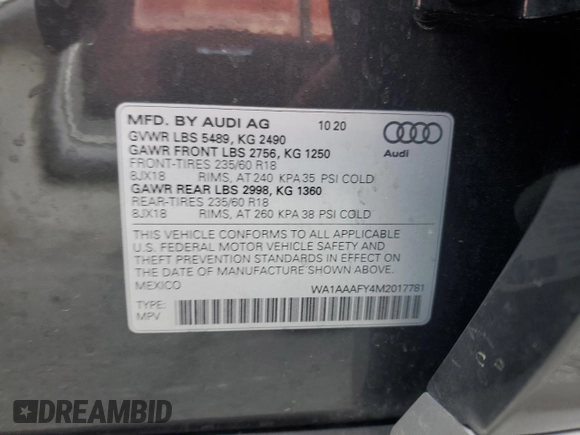 MFD. BY AUDI AG 10 20
GVWR LBS 5489, KG 2490
GAWR FRONT LBS 2756, KG 1250
FRONT-TIRES 235/60 R18
8JX18 RIMS, AT 240 KPA 35 PSI COLD
GAWR REAR LBS 2998, KG 1360
REAR-TIRES 235/60 R18
8JX18 RIMS, AT 260 KPA 38 PSI COLD
Audi
THIS VEHICLE CONFORMS TO ALL APPLICABLE
U.S. FEDERAL MOTOR VEHICLE SAFETY AND
THEFT PREVENTION STANDARDS IN EFFECT ON
THE DATE OF MANUFACTURE SHOWN ABOVE.
MEXICO WA1AAAFY4M2017781
TYPE:
MPV
DREAMBID